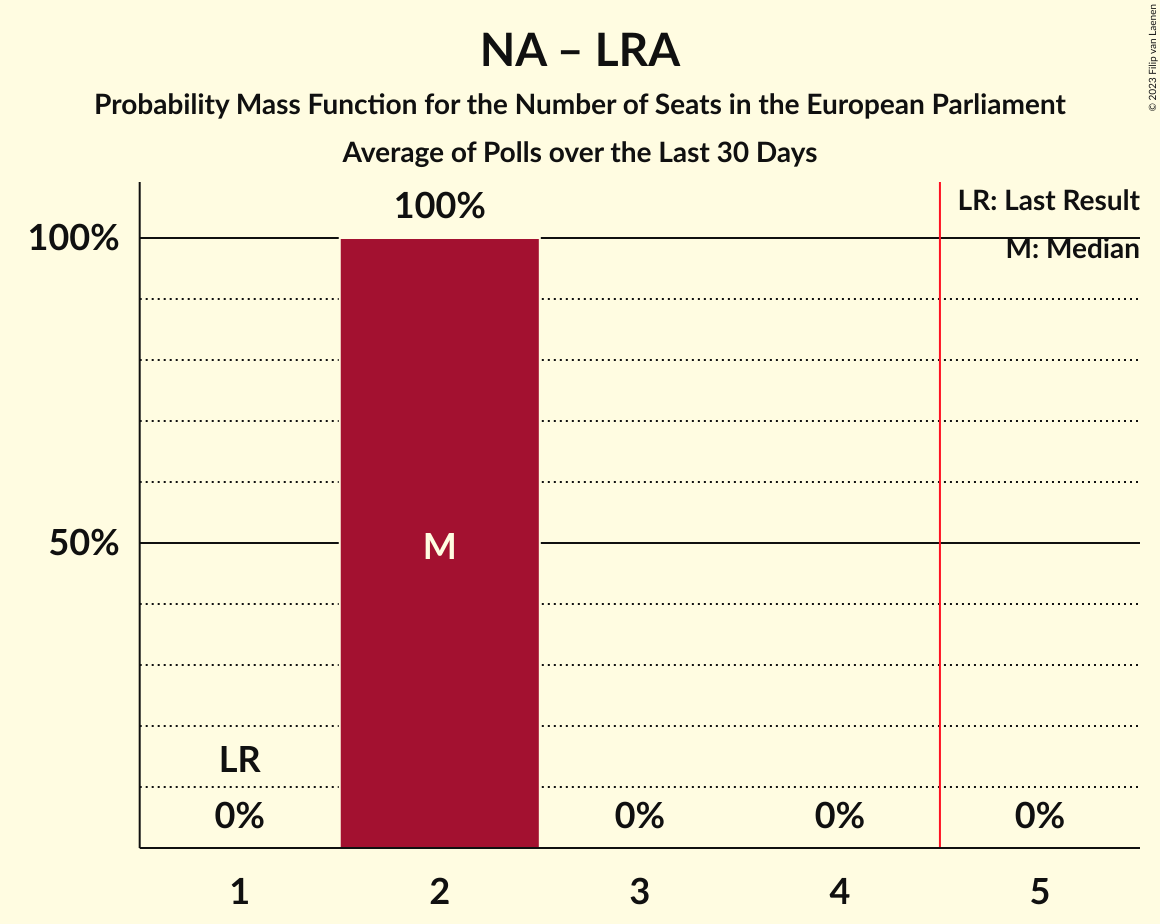 NA – LRA
Probability Mass Function for the Number of Seats in the European Parliament
Average of Polls over the Last 30 Days
© 2023 Filip van Laenen
LR: Last Result
M: Median
100%
100%
50%
M
LR
0%
0%
0%
0%
1
2
3
4
5